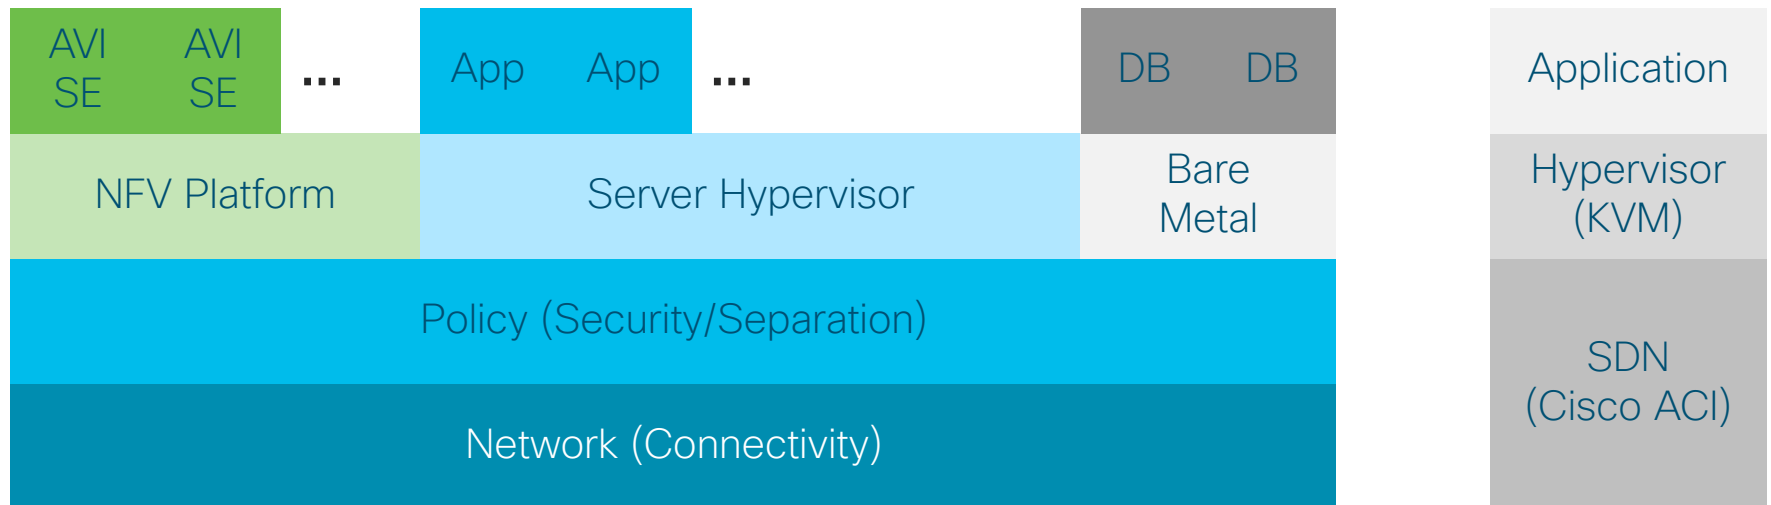 AVI SE
AVI SE
...
App
App
...
DB
DB
Application
NFV Platform
Server Hypervisor
Bare
Metal
Hypervisor
(KVM)
Policy (Security/Separation)
SDN
(Cisco ACI)
Network (Connectivity)